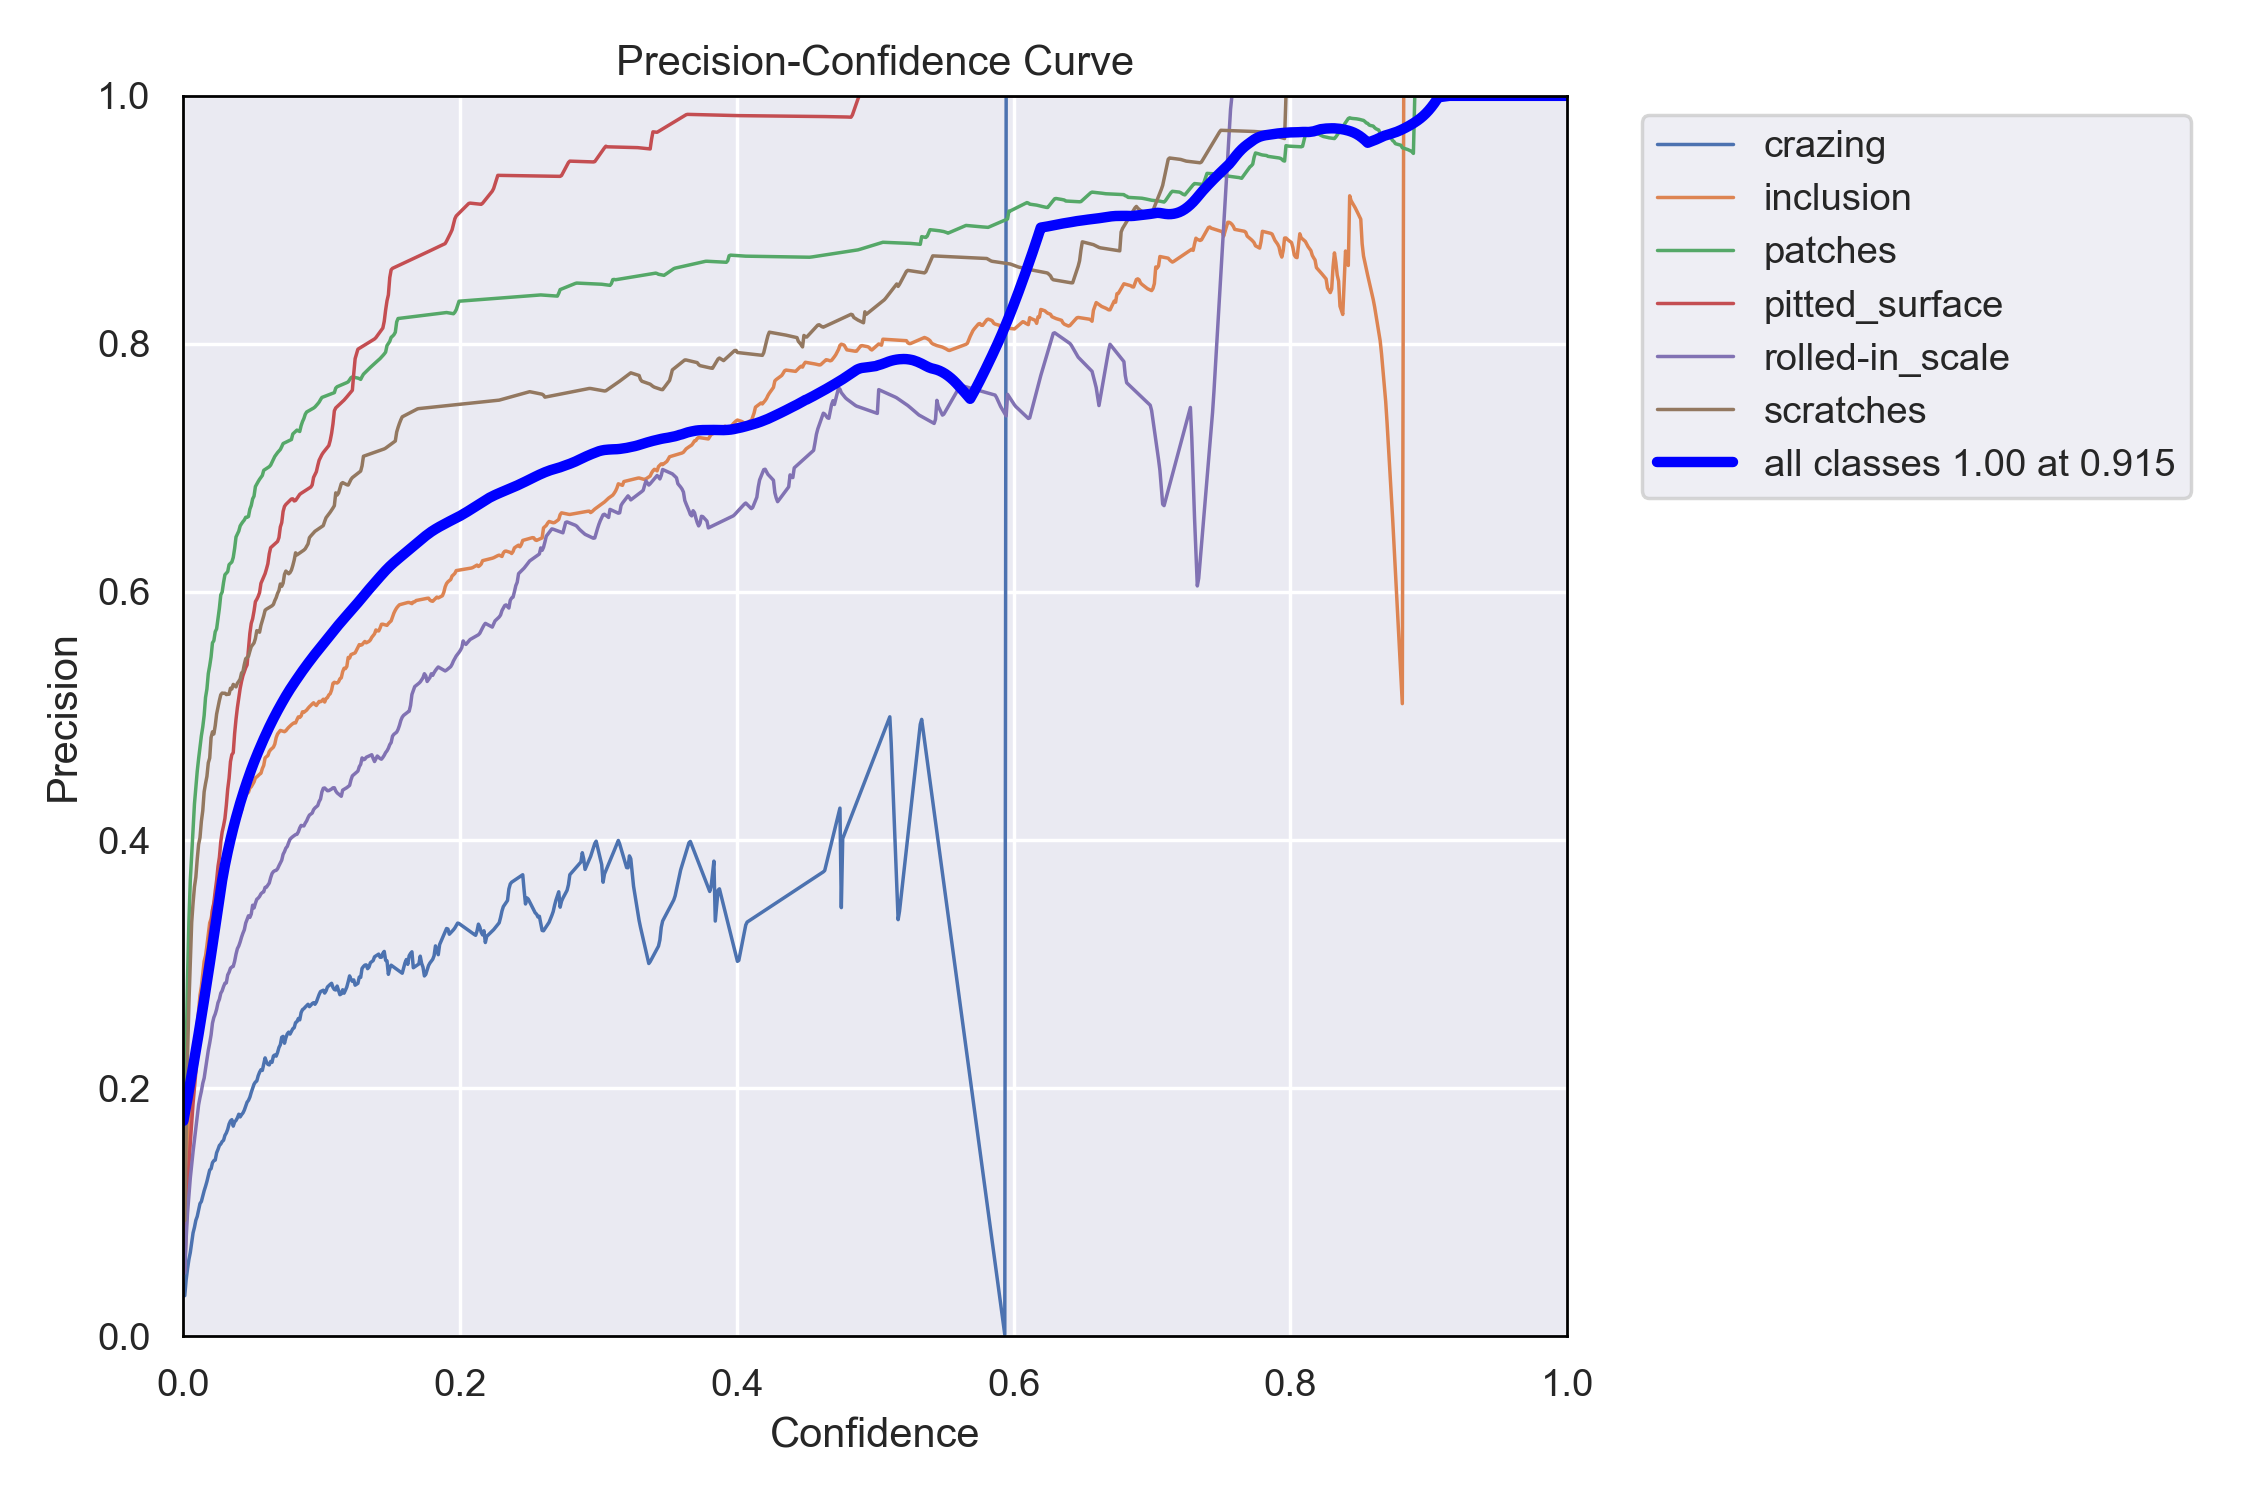 Precision-Confidence Curve
1.0
0.8
0.6
0.4
0.2
0.0
Precision
0.0 0.2 0.4 0.6 0.8 1.0
Confidence
crazing
inclusion
patches
pitted_surface
rolled-in_scale
scratches
all classes 1.00 at 0.915